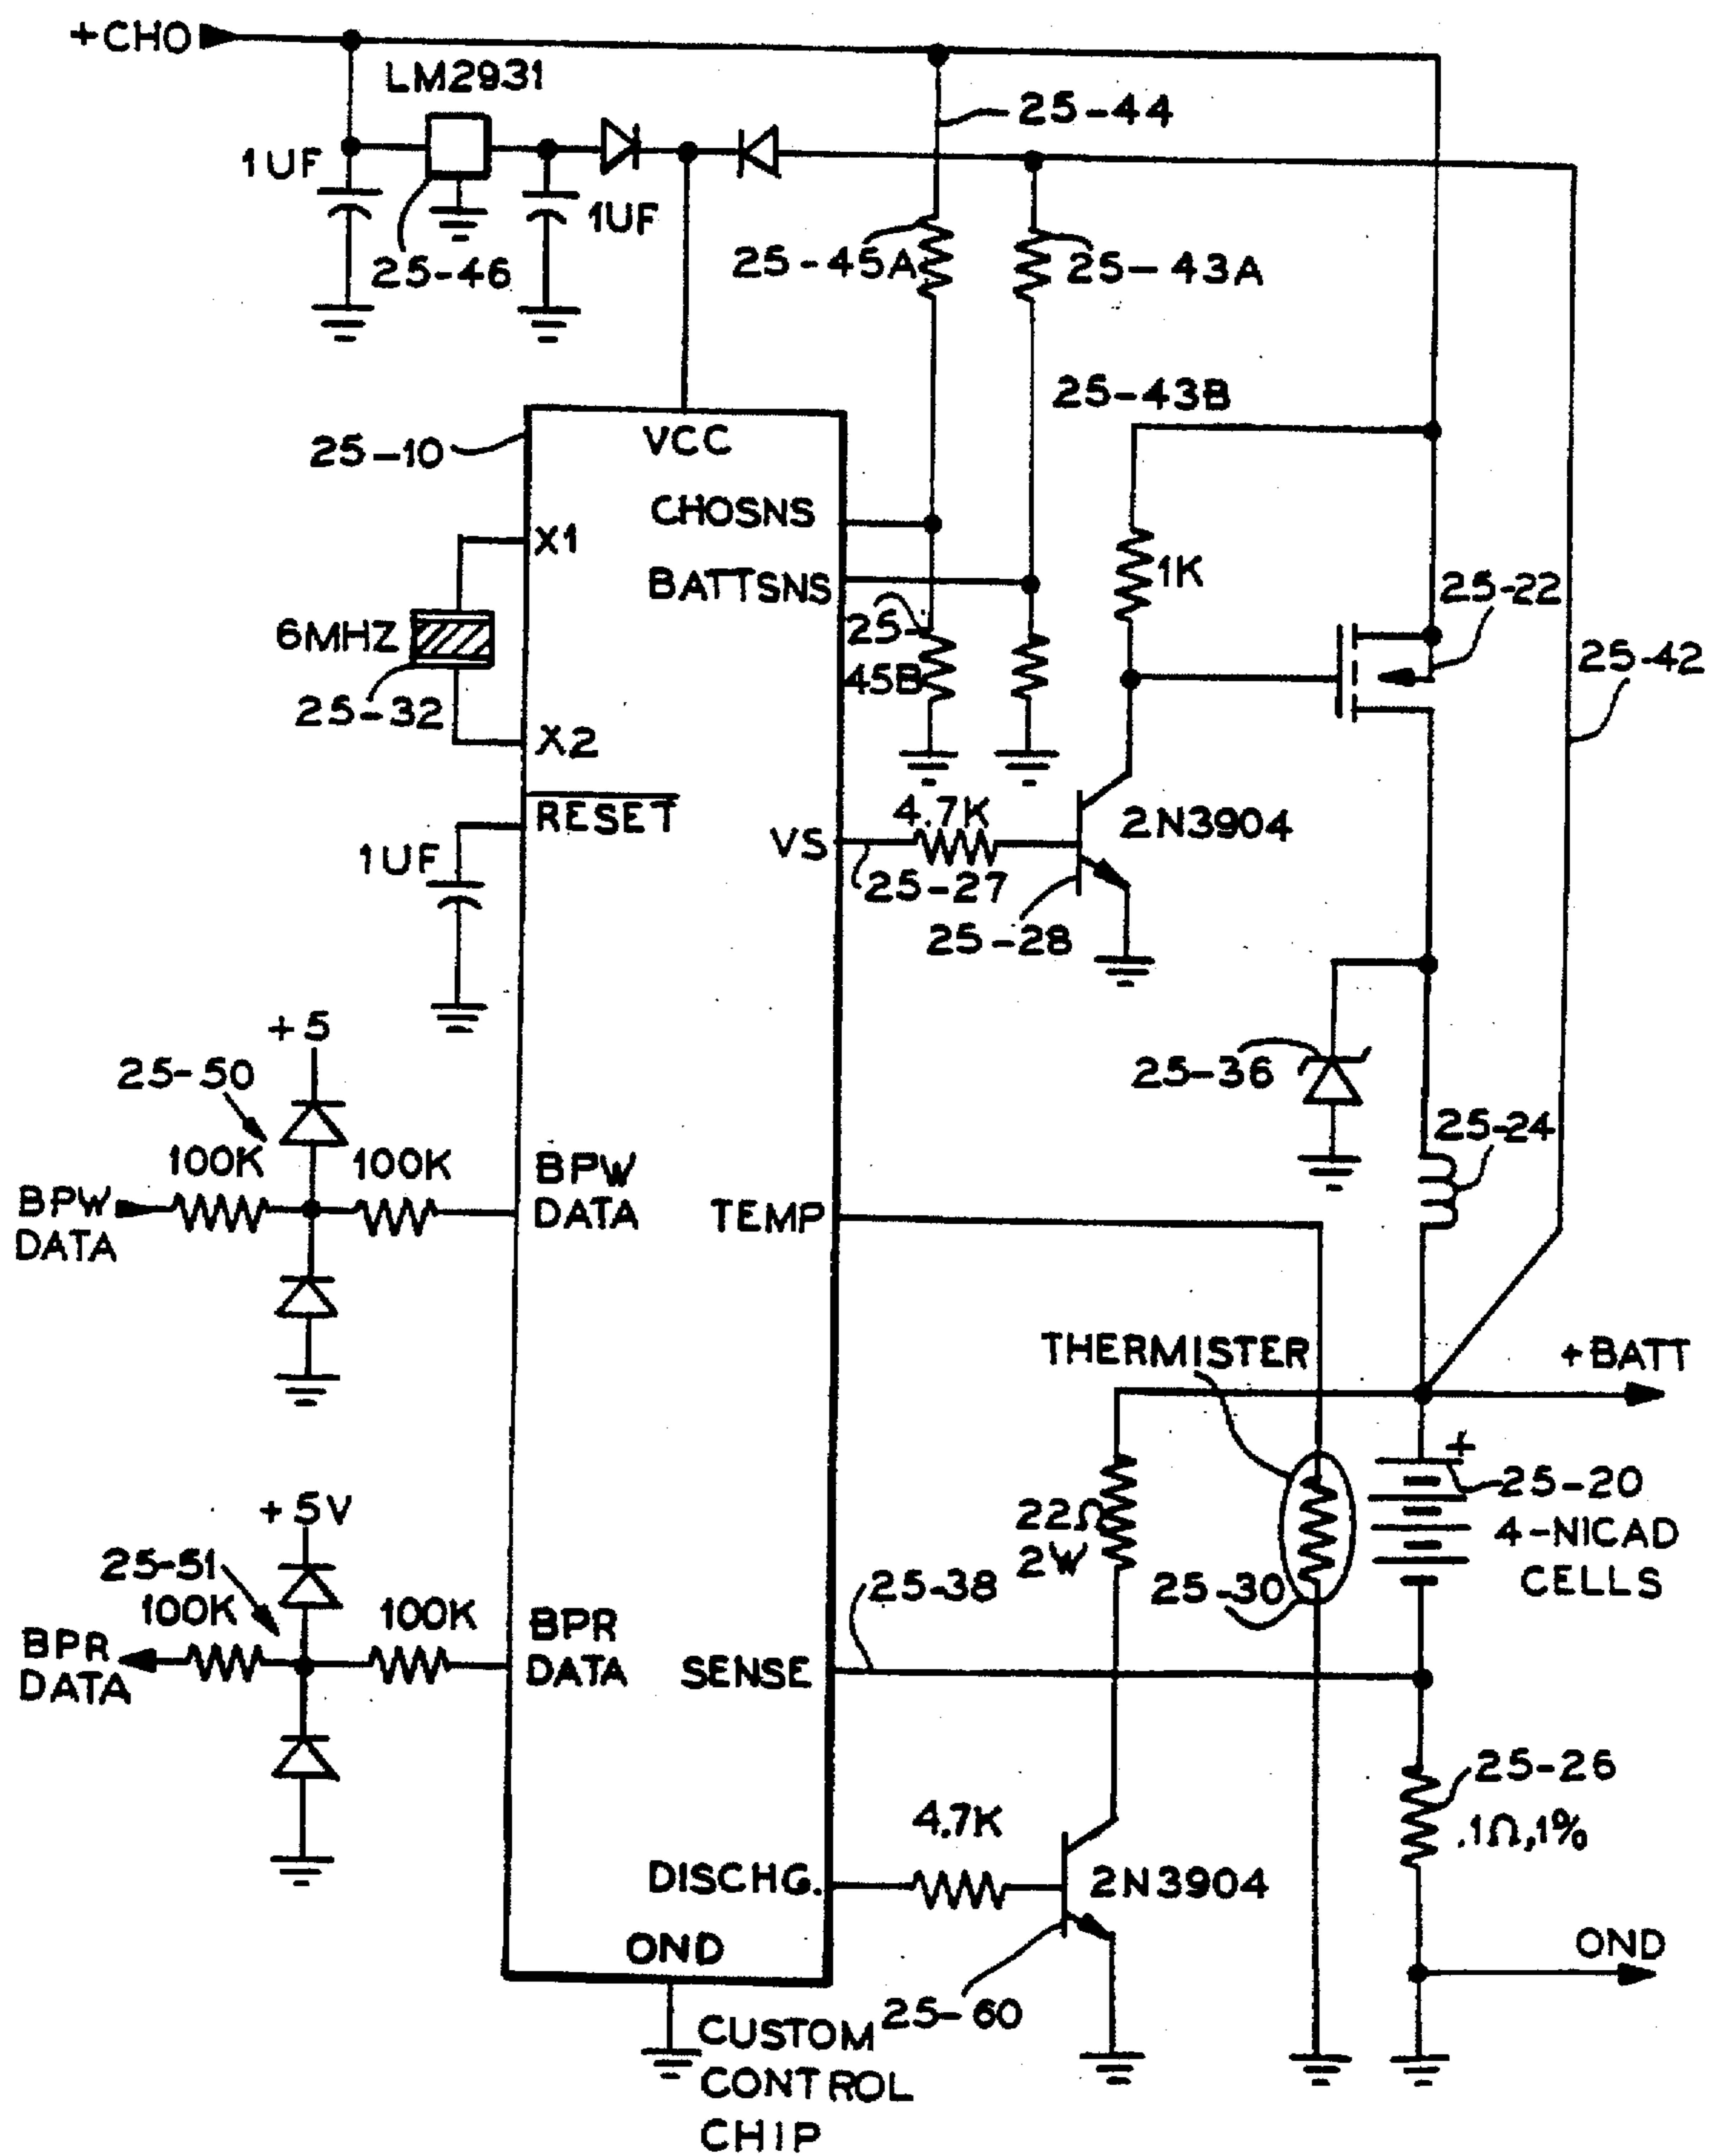 +CHO
LM2931
25-44
1UF
1UF
25-46
25-45A
25-43A
25-43B
25-10
VCC
CHOSNS
X1
BATTSNS
1K
25-22
6MHZ
25-
45B
25-42
25-32
X2
RESET
4.7K
2N3904
1UF
VS
25-27
25-28
+5
25-50
25-36
25-24
100K
100K
BPW
DATA
BPW
DATA
TEMP
THERMISTER
+BATT
+
25-20
4-NICAD
CELLS
22Ω
2W
+5V
25-51
25-38
25-30
100K
100K
BPR
DATA
BPR
DATA
SENSE
25-26
.1Ω,1%
4.7K
DISCHG.
2N3904
OND
OND
25-60
CUSTOM
CONTROL
CHIP